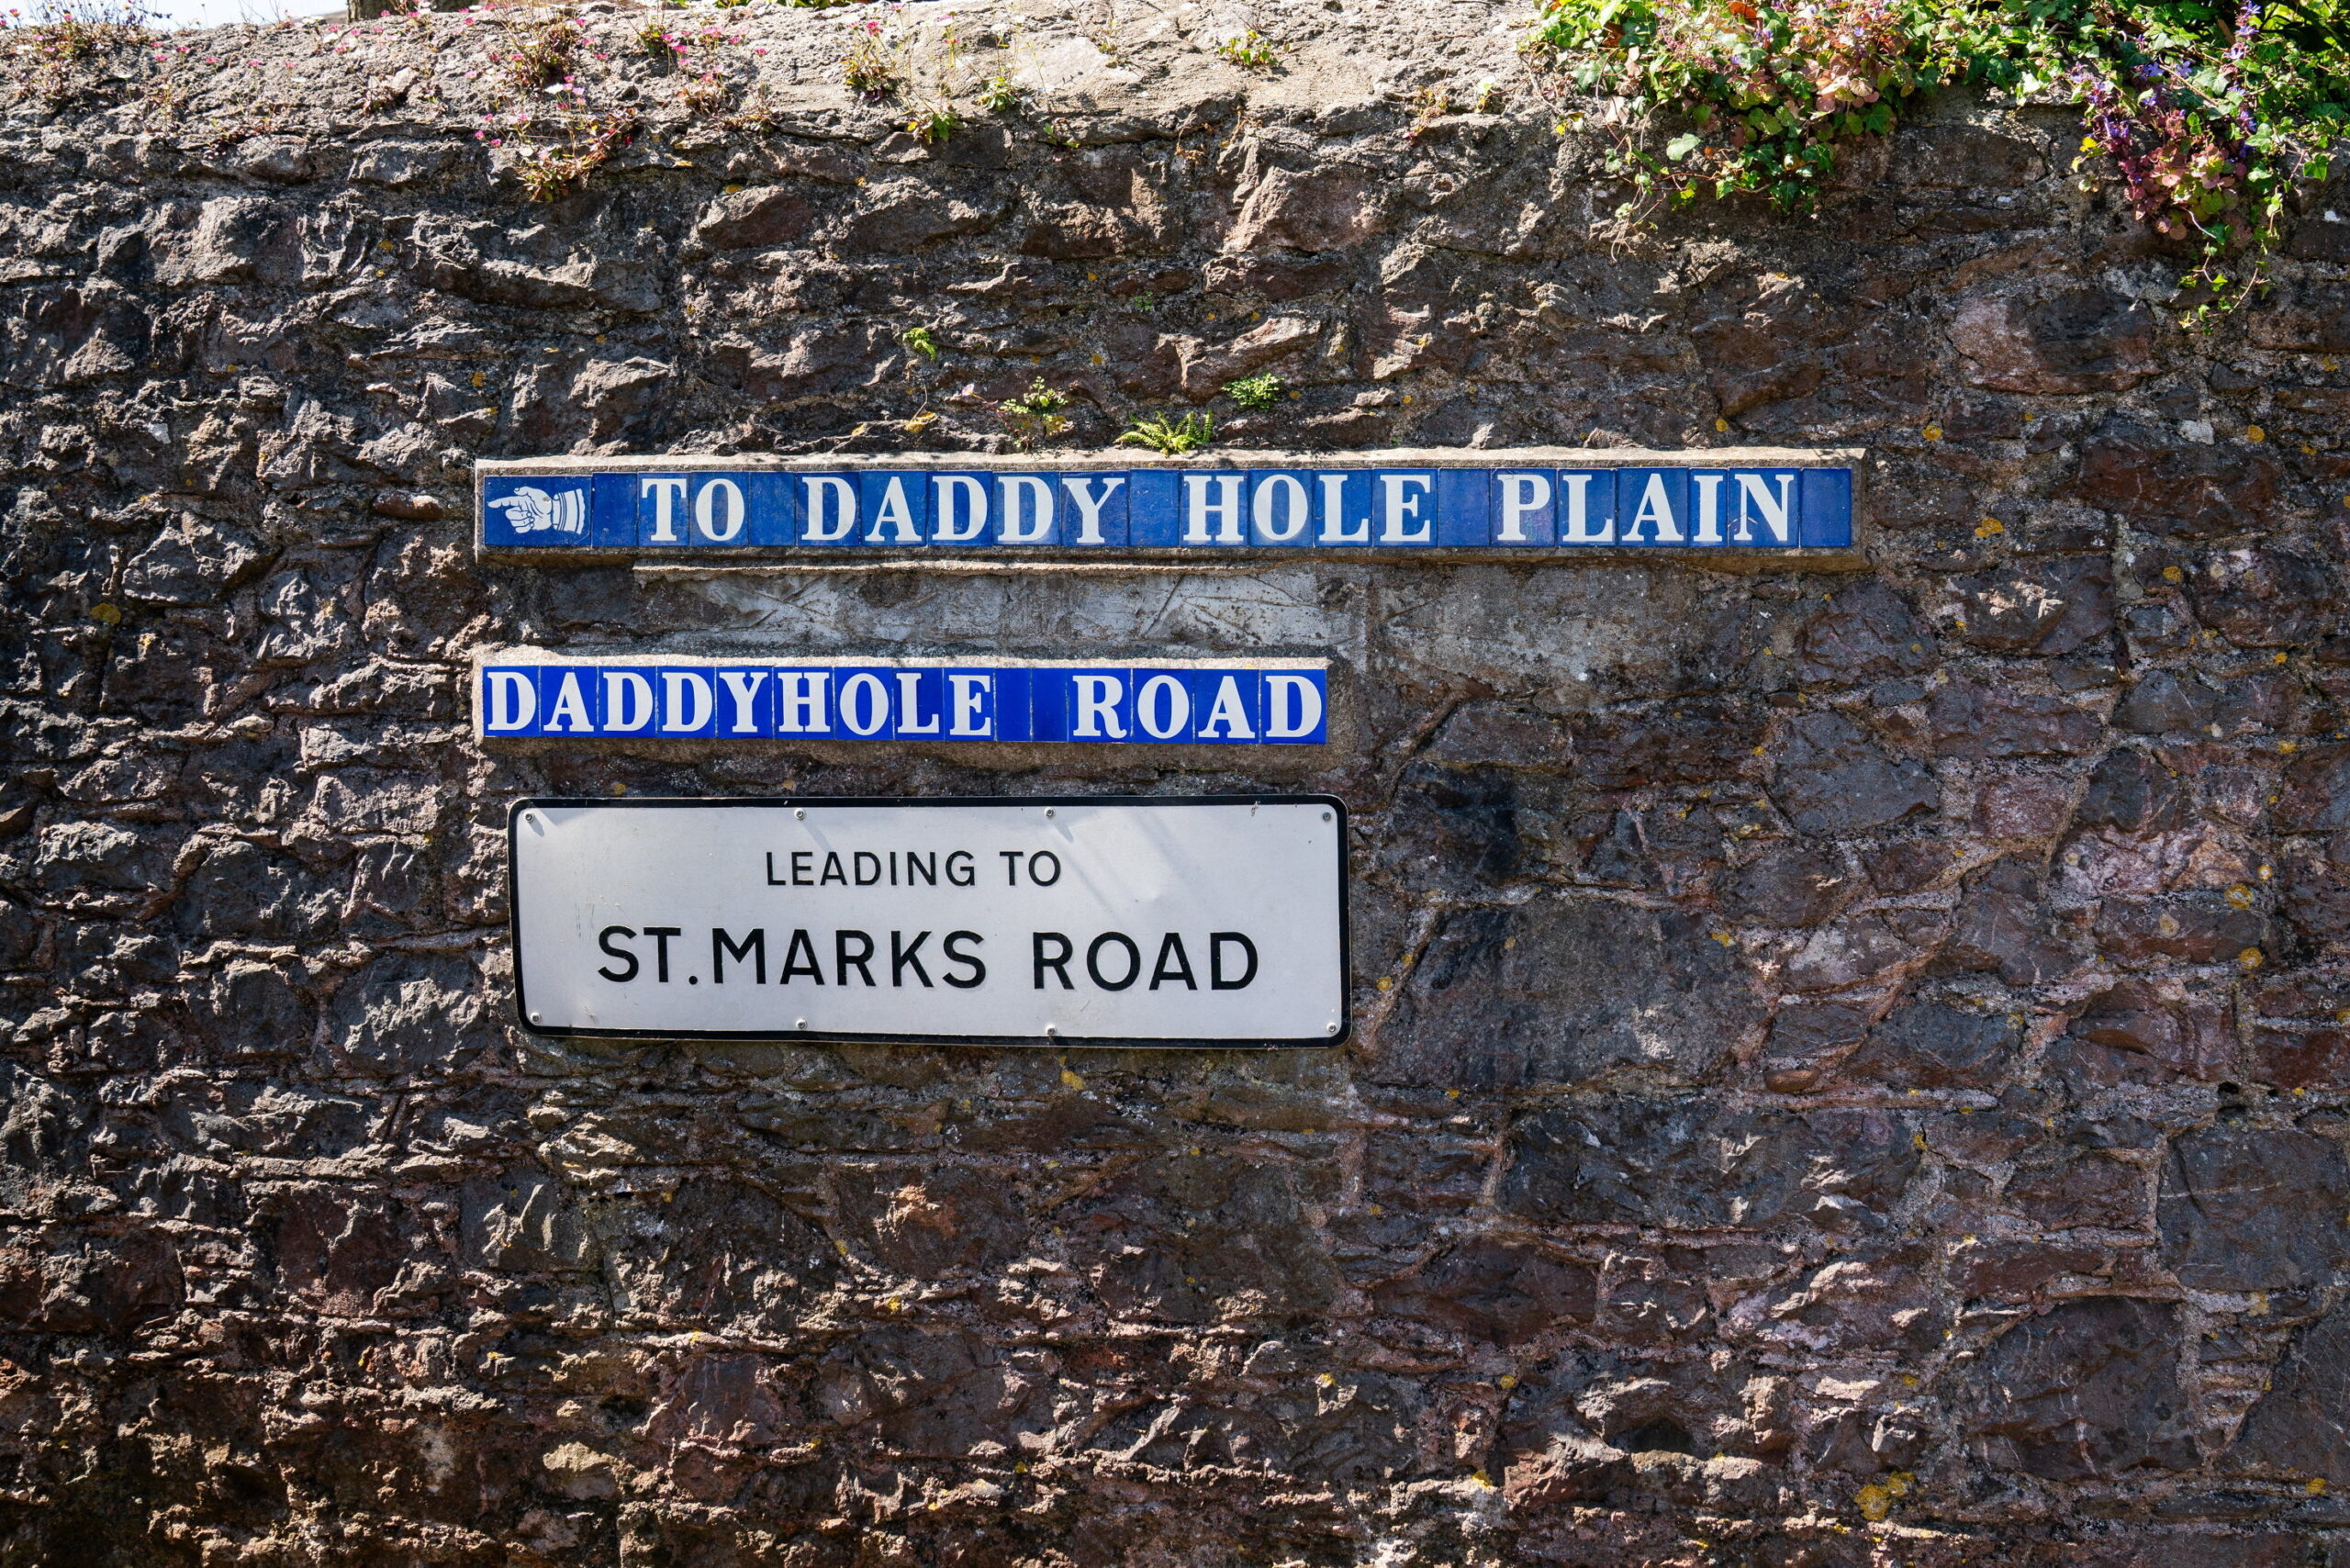 TO DADDY HOLE PLAIN
DADDYHOLE ROAD
LEADING TO
ST.MARKS ROAD